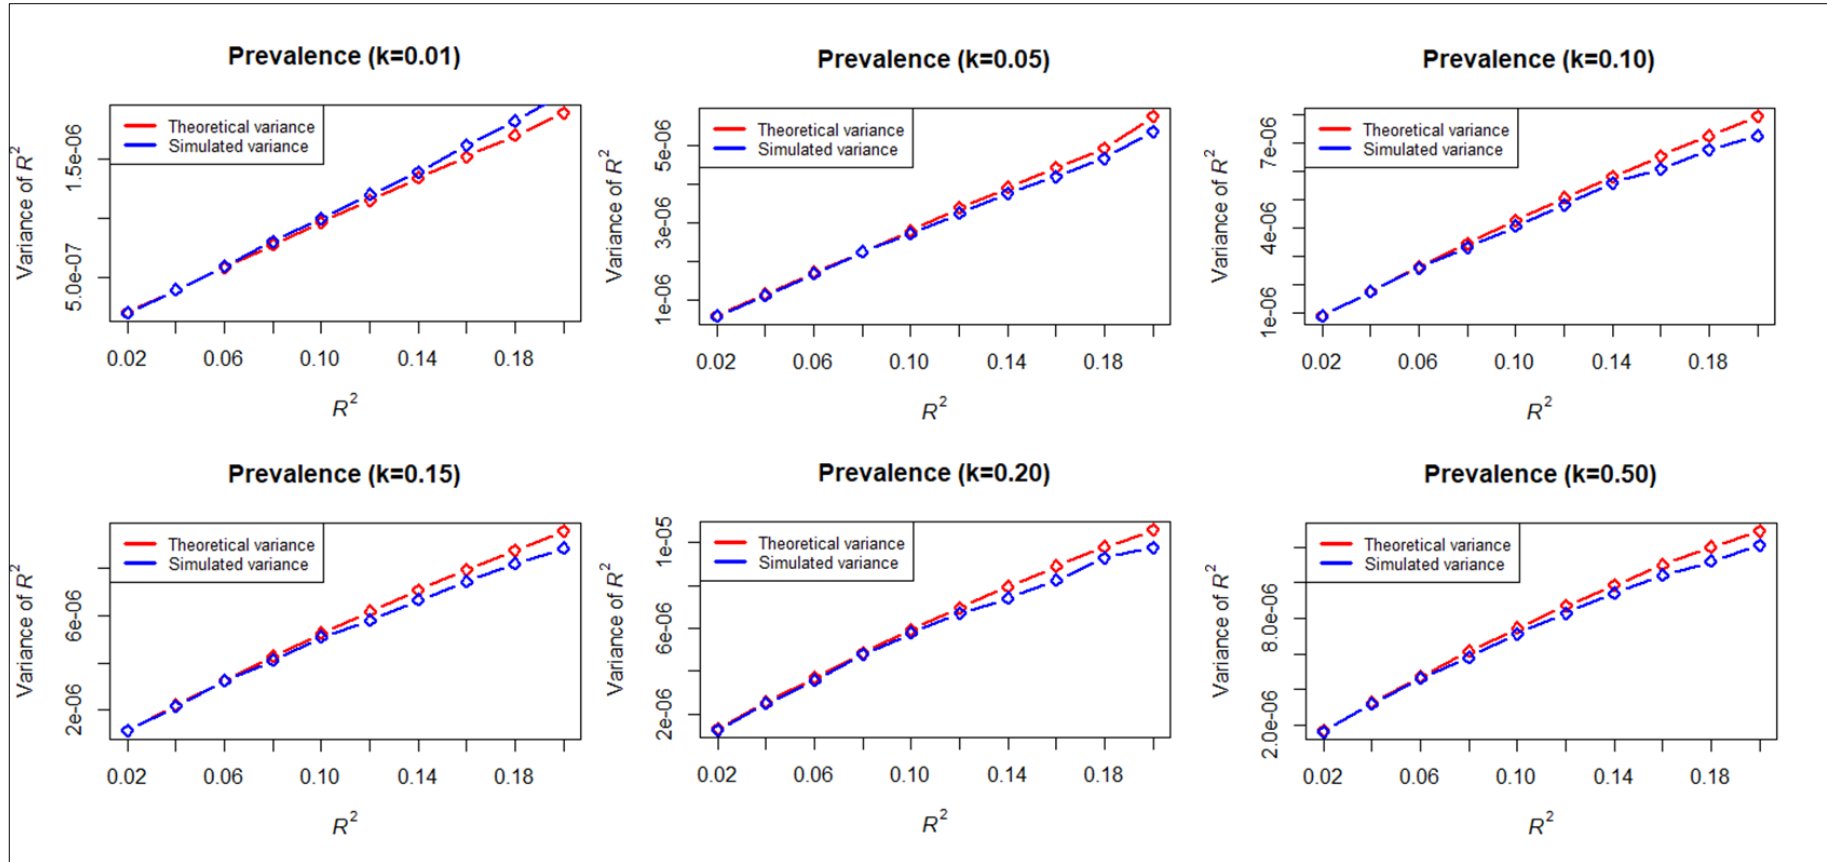 Prevalence (k=0.01)
Theoretical variance
Simulated variance
Variance of R²
5.0e-07
1.5e-06
0.02 0.06 0.10 0.14 0.18
R²
Prevalence (k=0.05)
Theoretical variance
Simulated variance
Variance of R²
1e-06
3e-06
5e-06
0.02 0.06 0.10 0.14 0.18
R²
Prevalence (k=0.10)
Theoretical variance
Simulated variance
Variance of R²
1e-06
4e-06
7e-06
0.02 0.06 0.10 0.14 0.18
R²
Prevalence (k=0.15)
Theoretical variance
Simulated variance
Variance of R²
2e-06
6e-06
0.02 0.06 0.10 0.14 0.18
R²
Prevalence (k=0.20)
Theoretical variance
Simulated variance
Variance of R²
2e-06
6e-06
1e-05
0.02 0.06 0.10 0.14 0.18
R²
Prevalence (k=0.50)
Theoretical variance
Simulated variance
Variance of R²
2.0e-06
8.0e-06
0.02 0.06 0.10 0.14 0.18
R²